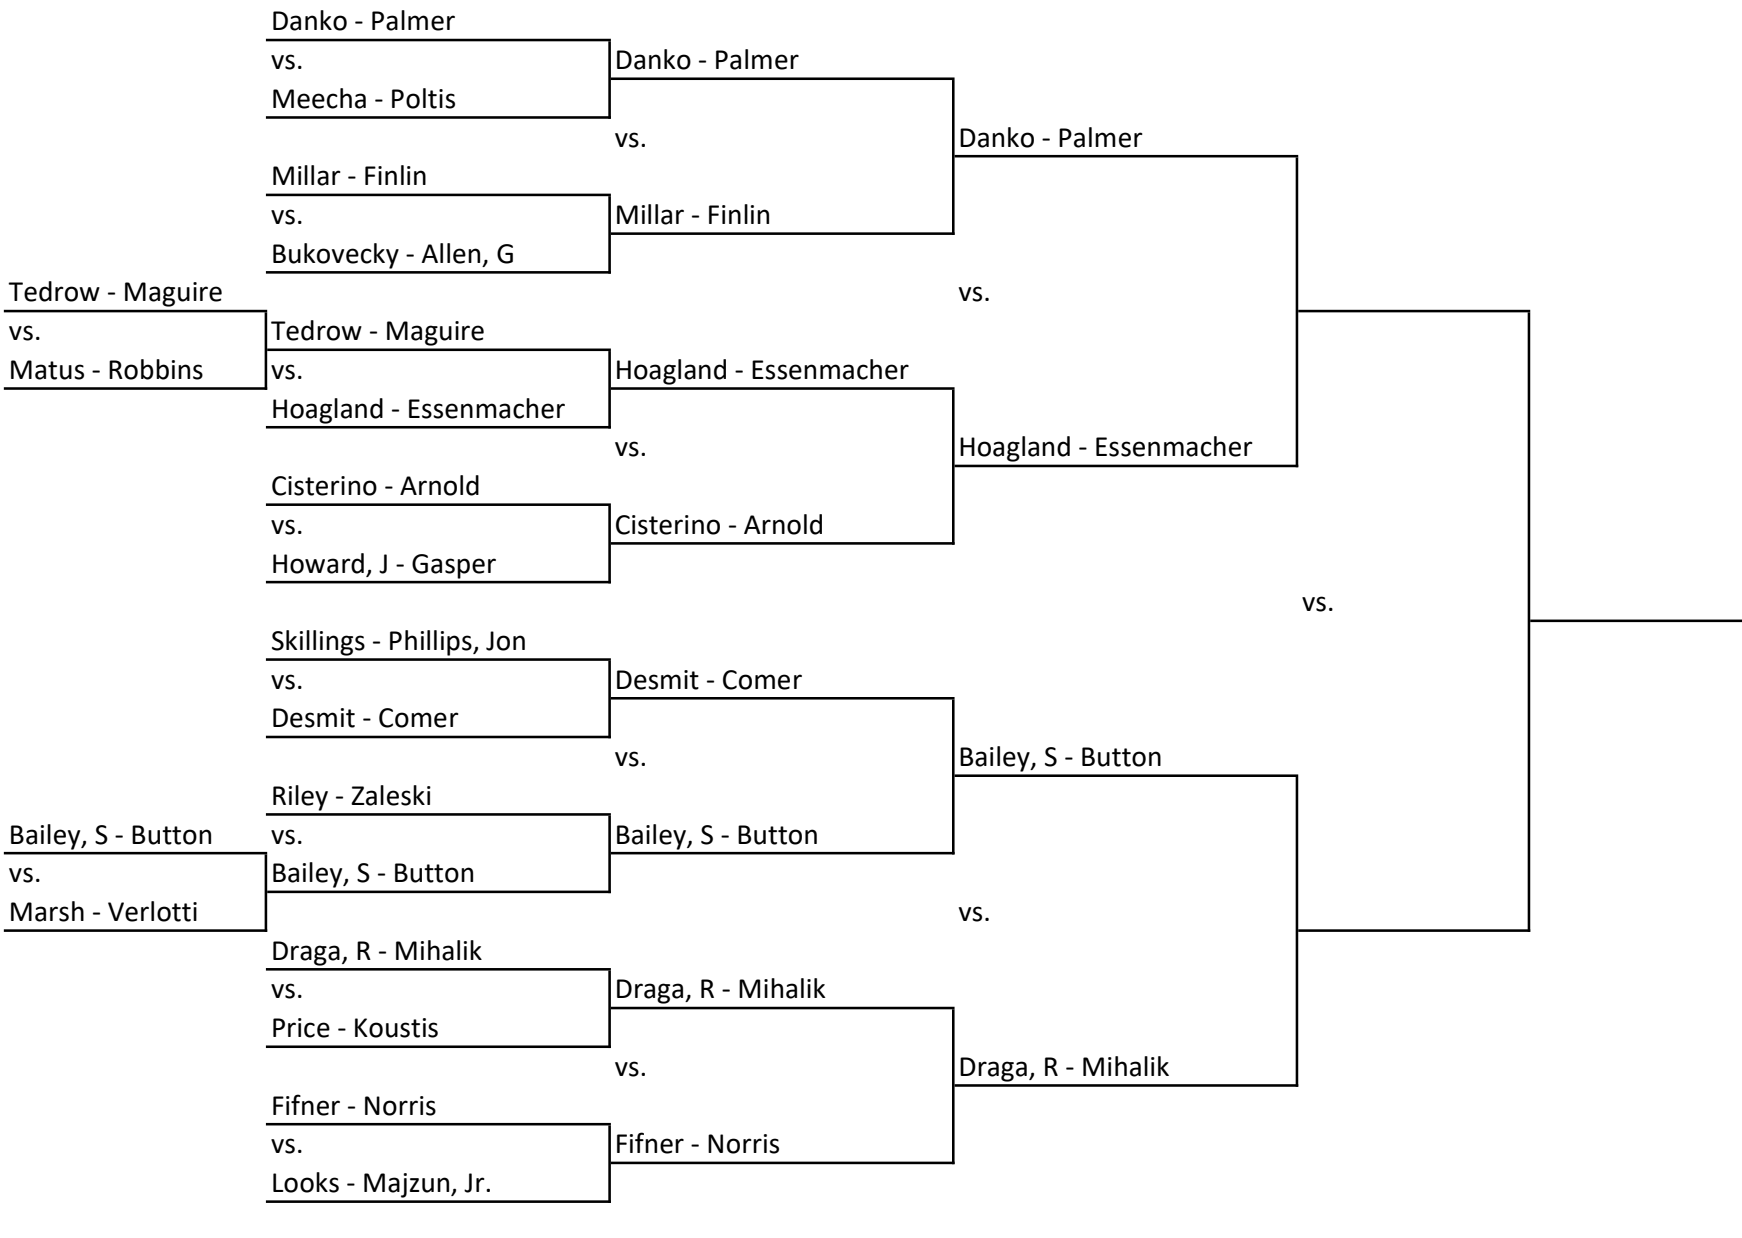 Danko - Palmer
vs.
Meecha - Poltis
Danko - Palmer
vs.
Millar - Finlin
vs.
Bukovecky - Allen, G
Millar - Finlin
Danko - Palmer
vs.
Tedrow - Maguire
vs.
Matus - Robbins
Tedrow - Maguire
vs.
Hoagland - Essenmacher
Hoagland - Essenmacher
vs.
Cisterino - Arnold
vs.
Howard, J - Gasper
Cisterino - Arnold
Hoagland - Essenmacher
vs.
Skillings - Phillips, Jon
vs.
Desmit - Comer
Desmit - Comer
vs.
Riley - Zaleski
vs.
Bailey, S - Button
Bailey, S - Button
vs.
Marsh - Verlotti
Bailey, S - Button
Bailey, S - Button
vs.
Draga, R - Mihalik
vs.
Price - Koustis
Draga, R - Mihalik
vs.
Fifner - Norris
vs.
Looks - Majzun, Jr.
Fifner - Norris
Draga, R - Mihalik